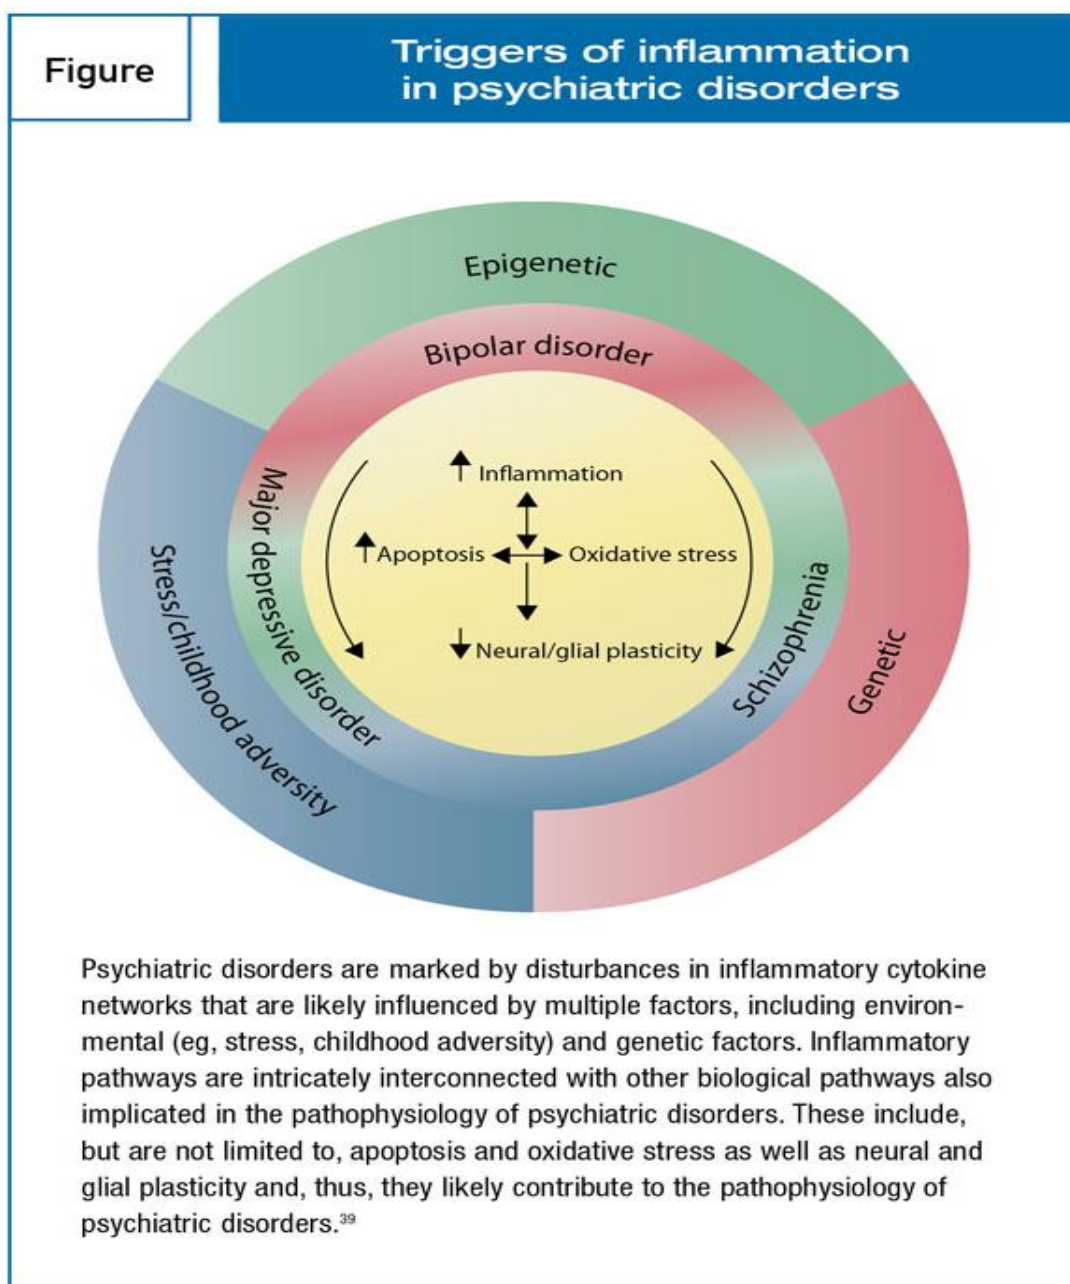 Figure
Triggers of inflammation
in psychiatric disorders
Epigenetic
Bipolar disorder
Inflammation
Major depressive disorder
Apoptosis
Oxidative stress
Stress/childhood adversity
Neural/glial plasticity
Schizophrenia
Genetic
Psychiatric disorders are marked by disturbances in inflammatory cytokine
networks that are likely influenced by multiple factors, including environ-
mental (eg, stress, childhood adversity) and genetic factors. Inflammatory
pathways are intricately interconnected with other biological pathways also
implicated in the pathophysiology of psychiatric disorders. These include,
but are not limited to, apoptosis and oxidative stress as well as neural and
glial plasticity and, thus, they likely contribute to the pathophysiology of
psychiatric disorders.39